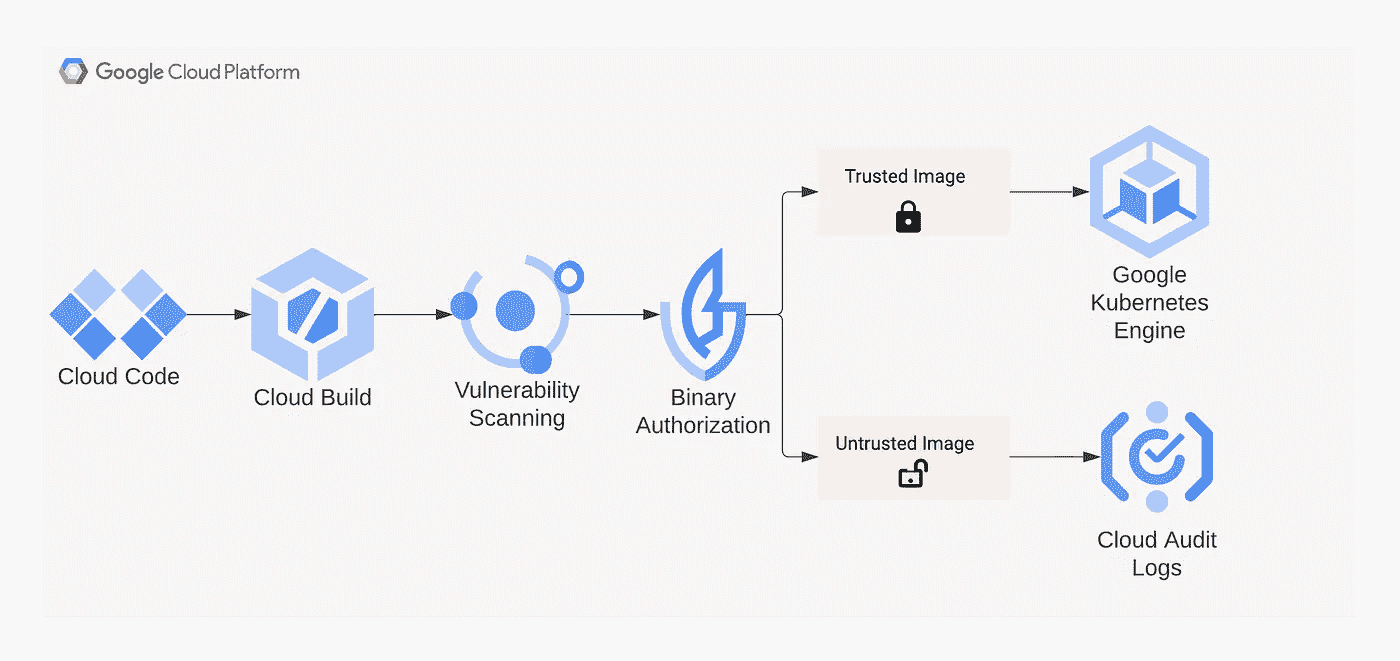 Google Cloud Platform
Trusted Image
Google
Kubernetes
Engine
Cloud Code
Cloud Build
Vulnerability
Scanning
Binary
Authorization
Untrusted Image
Cloud Audit
Logs